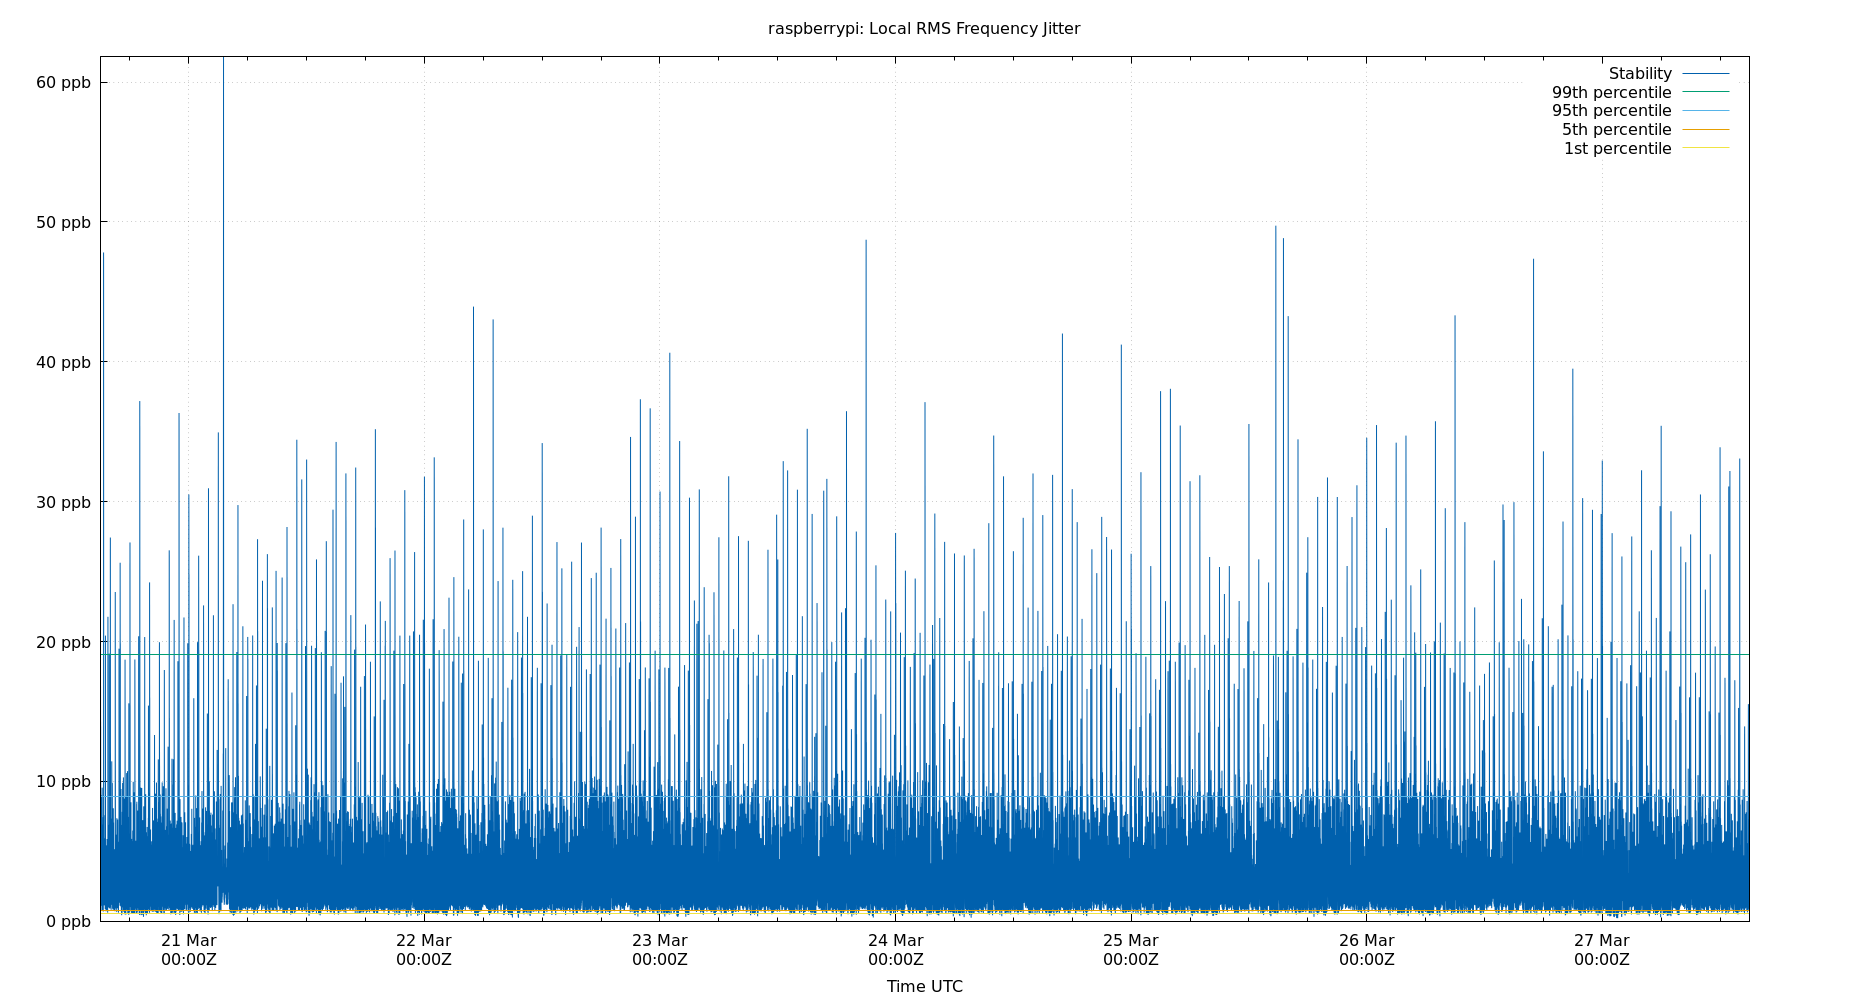 raspberrypi: Local RMS Frequency Jitter
60 ppb
50 ppb
40 ppb
30 ppb
20 ppb
10 ppb
0 ppb
Stability
99th percentile
95th percentile
5th percentile
1st percentile
21 Mar 22 Mar 23 Mar 24 Mar 25 Mar 26 Mar 27 Mar
00:00Z 00:00Z 00:00Z 00:00Z 00:00Z 00:00Z 00:00Z
Time UTC